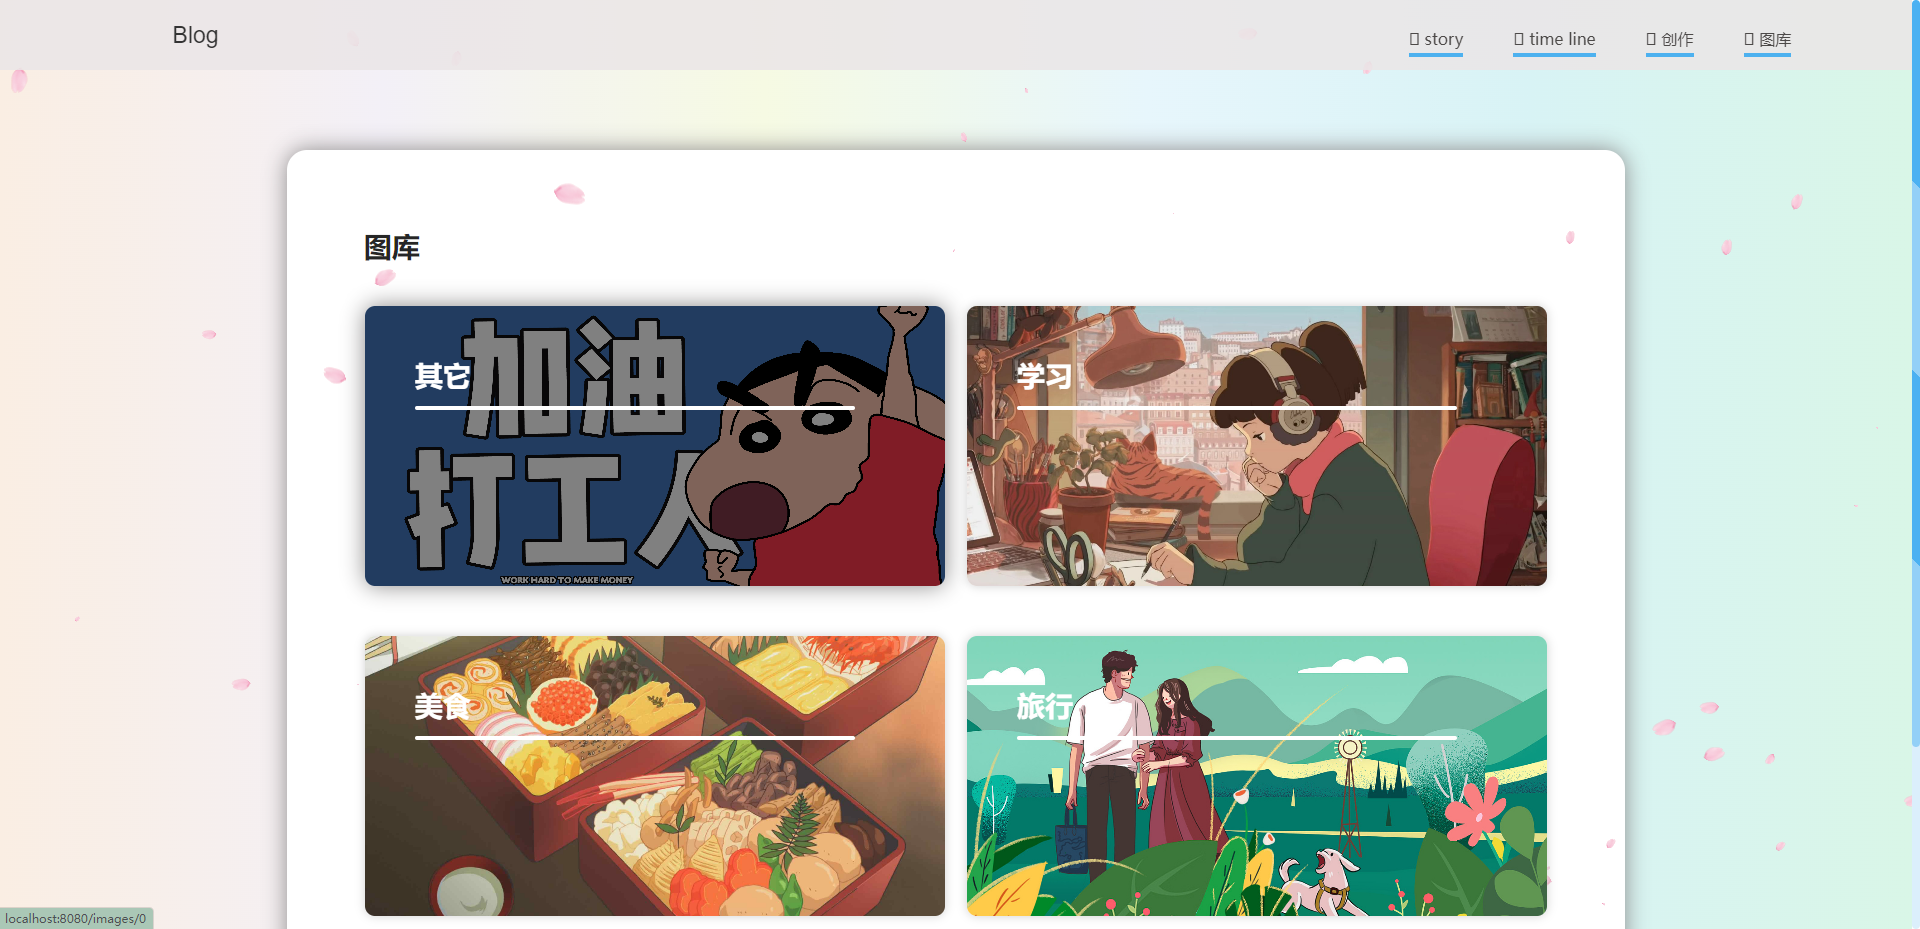 Blog
story
time line
创作
图库
图库
其它
加油
打工人
WORK HARD TO MAKE MONEY
学习
美食
旅行
localhost:8080/images/0